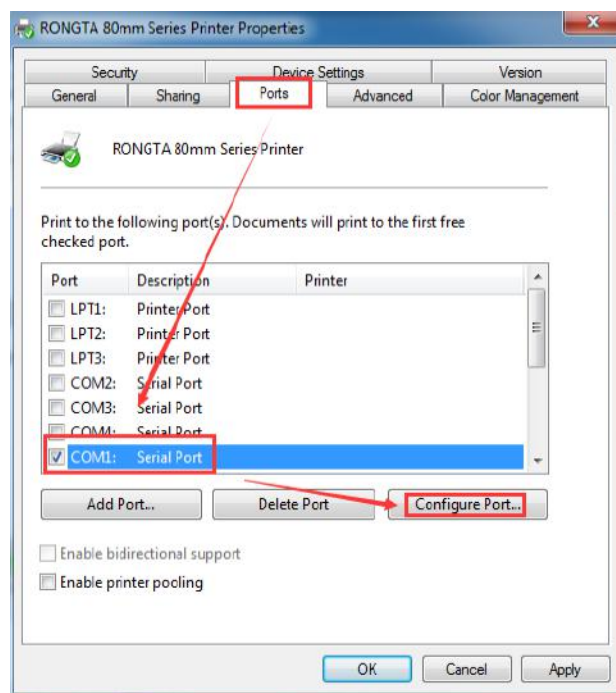 RONGTA 80mm Series Printer Properties
Security Device Settings Version
General Sharing Ports Advanced Color Management
RONGTA 80mm Series Printer
Print to the following port(s). Documents will print to the first free
checked port.
Port Description Printer
LPT1: Printer Port
LPT2: Printer Port
LPT3: Printer Port
COM2: Serial Port
COM3: Serial Port
COM4: Serial Port
COM1: Serial Port
Add Port... Delete Port Configure Port...
Enable bidirectional support
Enable printer pooling
OK Cancel Apply